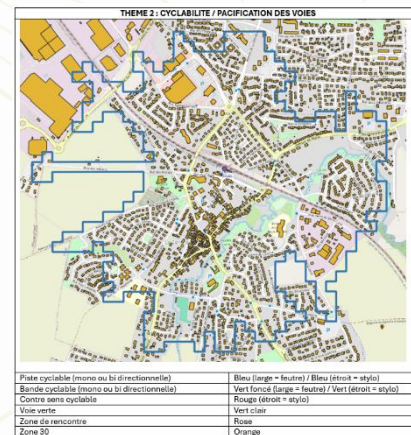 THEME 2 : CYCLABILITE / PACIFICATION DES VOIES
Piste cyclable (mono ou bi directionnelle) Bleu (large = feutre) / Bleu (étroit = stylo)
Bande cyclable (mono ou bi directionnelle) Vert foncé (large = feutre) / Vert (étroit = stylo)
Contre sens cyclable Rouge (étroit = stylo)
Voie verte Vert clair
Zone de rencontre Rose
Zone 30 Orange